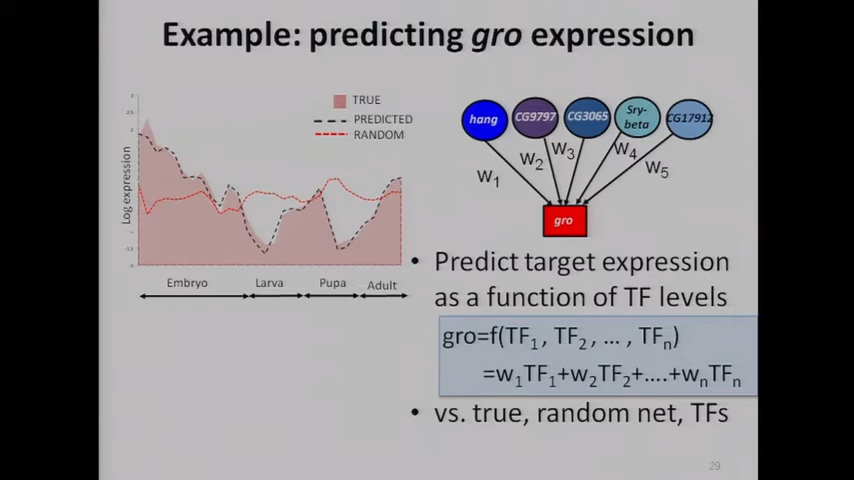 Example: predicting gro expression
TRUE
PREDICTED
RANDOM
Log expression
Embryo
Larva
Pupa
Adult
hang
CG9797
CG3065
Sry-
beta
CG17912
W1
W2
W3
W4
W5
gro
• Predict target expression
as a function of TF levels
gro=f(TF1, TF2, ... , TFn)
=w1TF1+w2TF2+....+wnTFn
• vs. true, random net, TFs
29